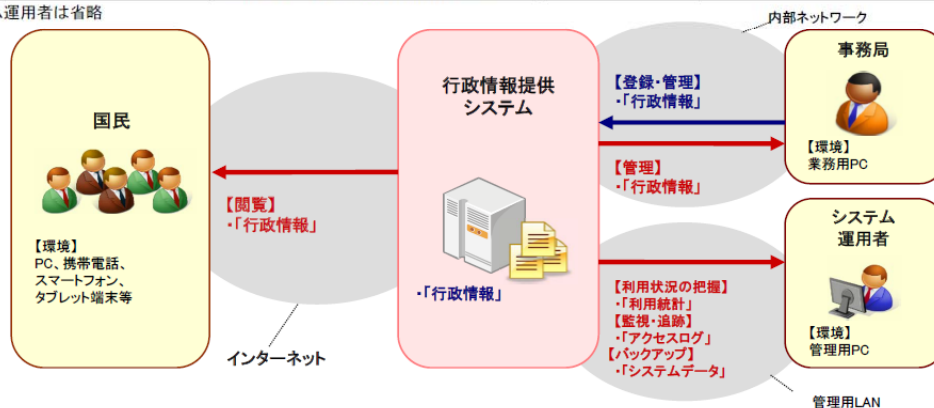 運用者は省略
国民
【環境】
PC、携帯電話、
スマートフォン、
タブレット端末等
【閲覧】
・「行政情報」
インターネット
行政情報提供
システム
・「行政情報」
内部ネットワーク
【登録・管理】
・「行政情報」
【管理】
・「行政情報」
事務局
【環境】
業務用PC
【利用状況の把握】
・「利用統計」
【監視・追跡】
・「アクセスログ」
【バックアップ】
・「システムデータ」
システム
運用者
【環境】
管理用PC
管理用LAN